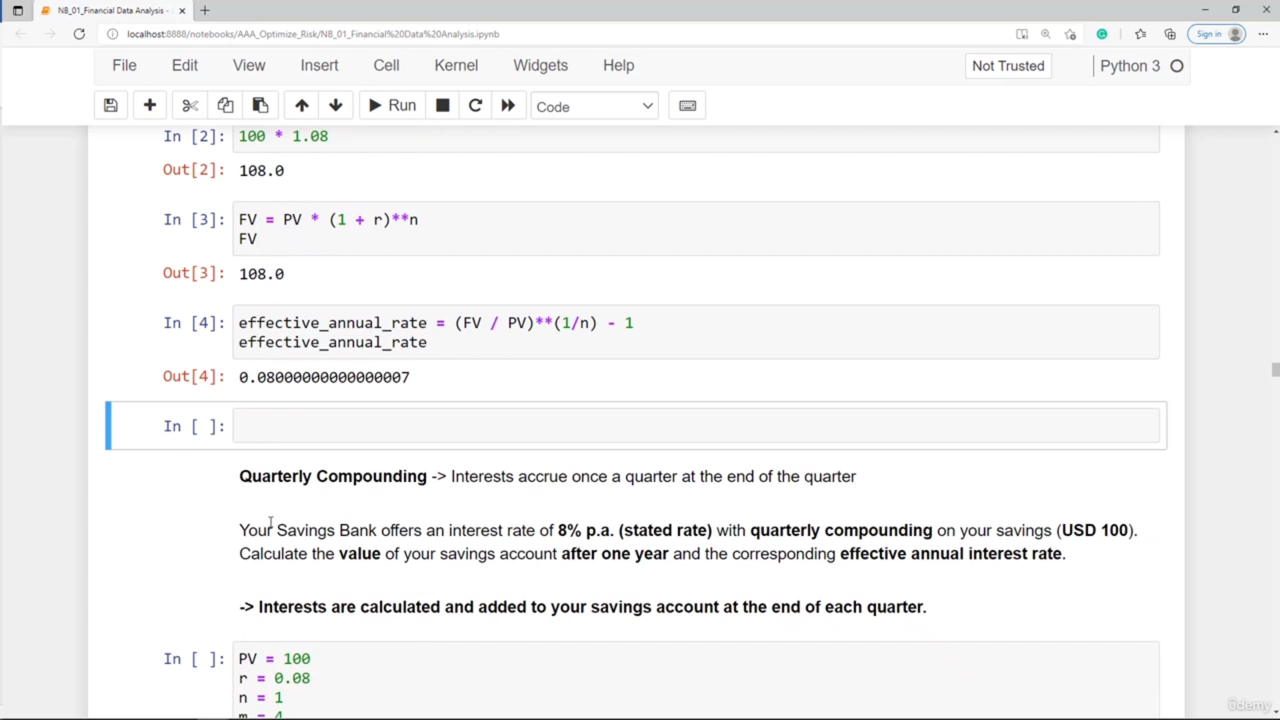 NB_01_Financial Data Analysis -
localhost:8888/notebooks/AAA_Optimize_Risk/NB_01_Financial%20Data%20Analysis.ipynb
Sign in
File Edit View Insert Cell Kernel Widgets Help
Not Trusted
Python 3
Run
Code
In [2]: 100 * 1.08
Out[2]: 108.0
In [3]: FV = PV * (1 + r)**n
FV
Out[3]: 108.0
In [4]: effective_annual_rate = (FV / PV)**(1/n) - 1
effective_annual_rate
Out[4]: 0.08000000000000007
In [ ]:
Quarterly Compounding -> Interests accrue once a quarter at the end of the quarter
Your Savings Bank offers an interest rate of 8% p.a. (stated rate) with quarterly compounding on your savings (USD 100).
Calculate the value of your savings account after one year and the corresponding effective annual interest rate.
-> Interests are calculated and added to your savings account at the end of each quarter.
In [ ]: PV = 100
r = 0.08
n = 1
m = 4
ûdemy